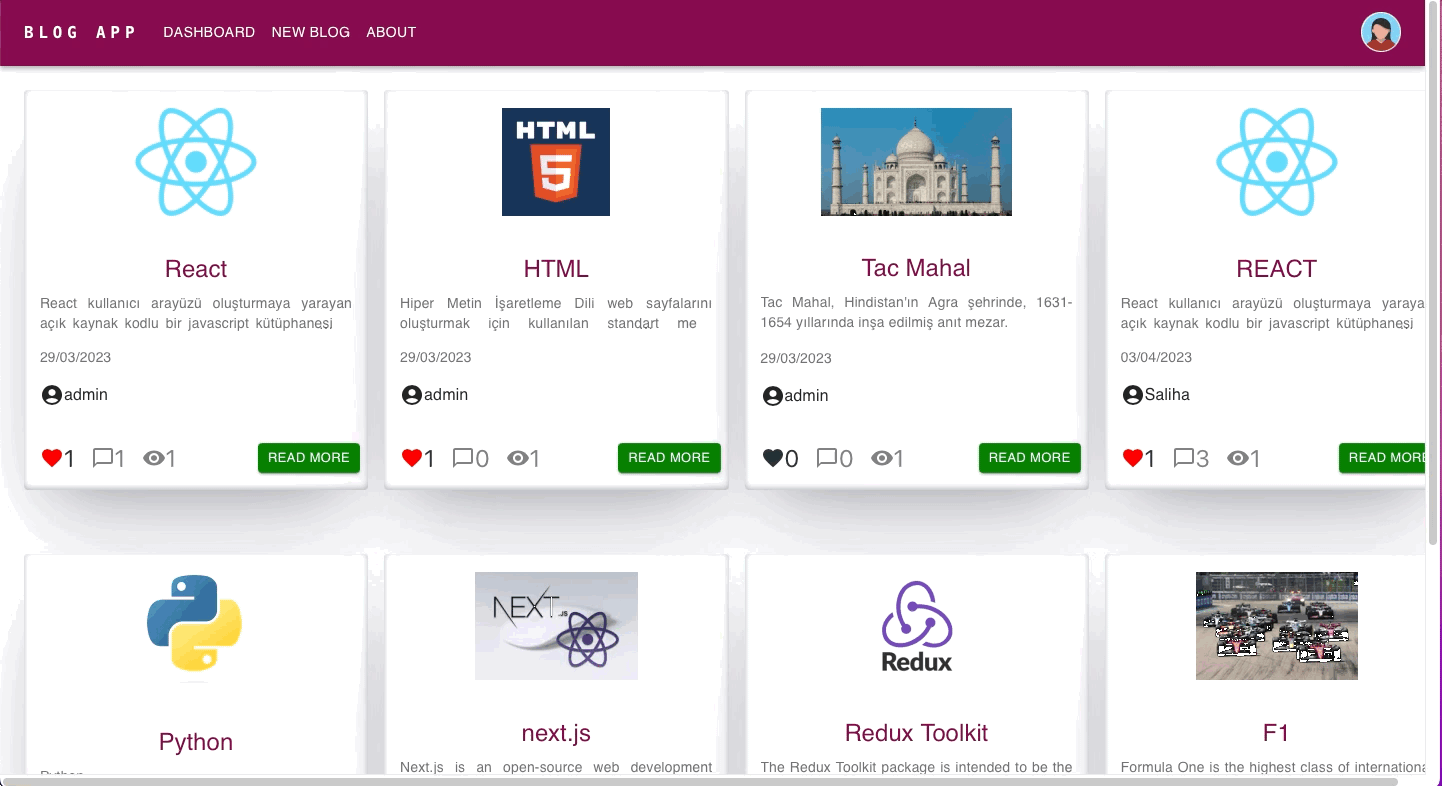 BLOG APP DASHBOARD NEW BLOG ABOUT
HTML
5
React
React kullanıcı arayüzü oluşturmaya yarayan
açık kaynak kodlu bir javascript kütüphanesi
29/03/2023
admin
1 1 1 READ MORE
HTML
Hiper Metin İşaretleme Dili web sayfalarını
oluşturmak için kullanılan standart me
29/03/2023
admin
1 0 1 READ MORE
Tac Mahal
Tac Mahal, Hindistan'ın Agra şehrinde, 1631-
1654 yıllarında inşa edilmiş anıt mezar.
29/03/2023
admin
0 0 1 READ MORE
REACT
React kullanıcı arayüzü oluşturmaya yaraya
açık kaynak kodlu bir javascript kütüphanesi
03/04/2023
Saliha
1 3 1 READ MORE
Python
Python
NEXT.JS
next.js
Next.js is an open-source web development
Redux
Redux Toolkit
The Redux Toolkit package is intended to be the
F1
Formula One is the highest class of internationa